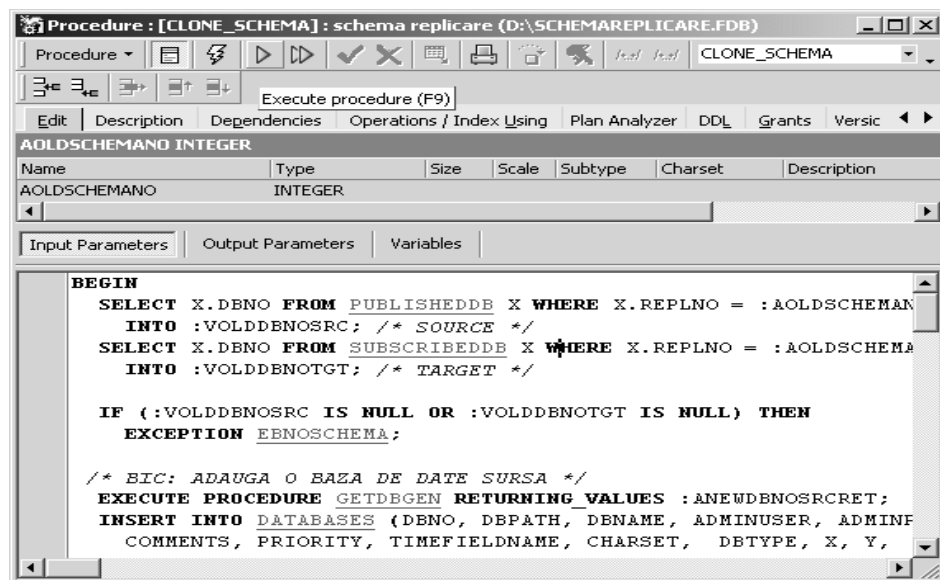 Procedure : [CLONE_SCHEMA] : schema replicare (D:\SCHEMAREPLICARE.FDB)
Procedure CLONE_SCHEMA
Execute procedure (F9)
Edit Description Dependencies Operations / Index Using Plan Analyzer DDL Grants Versic
AOLDSCHEMANO INTEGER
Name Type Size Scale Subtype Charset Description
AOLDSCHEMANO INTEGER
Input Parameters Output Parameters Variables
BEGIN
SELECT X.DBNO FROM PUBLISHEDDB X WHERE X.REPLNO = :AOLDSCHEMAN
INTO :VOLDDBNOSRC; /* SOURCE */
SELECT X.DBNO FROM SUBSCRIBEDDB X WHERE X.REPLNO = :AOLDSCHEMA
INTO :VOLDDBNOTGT; /* TARGET */
IF (:VOLDDBNOSRC IS NULL OR :VOLDDBNOTGT IS NULL) THEN
EXCEPTION EBNOSCHEMA;
/* BIC: ADAUGA O BAZA DE DATE SURSA */
EXECUTE PROCEDURE GETDBGEN RETURNING_VALUES :ANEWDBNOSRCRET;
INSERT INTO DATABASES (DBNO, DBPATH, DBNAME, ADMINUSER, ADMINP
COMMENTS, PRIORITY, TIMEFIELDNAME, CHARSET, DBTYPE, X, Y,